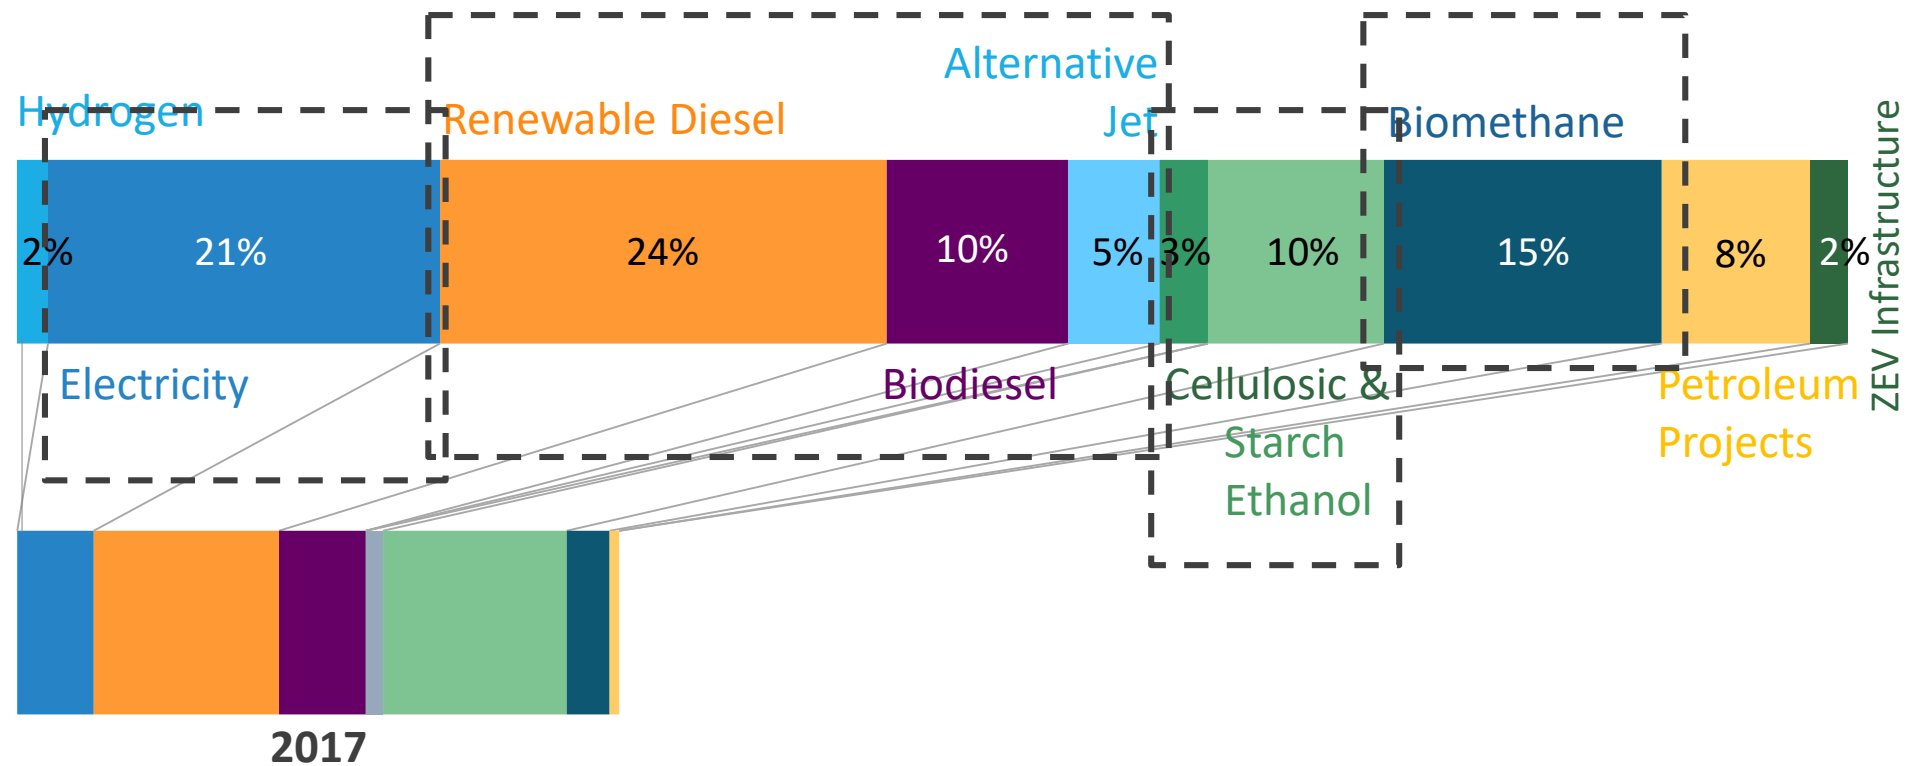 Alternative
Hydrogen
Renewable Diesel
Jet
Biomethane
ZEV Infrastructure
2%
21%
24%
10%
5%
3%
10%
15%
8%
2%
Electricity
Biodiesel
Cellulosic &
Starch
Ethanol
Petroleum
Projects
2017